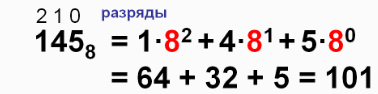 2 1 0 разряды
145₈ = 1·8² + 4·8¹ + 5·8⁰
= 64 + 32 + 5 = 101